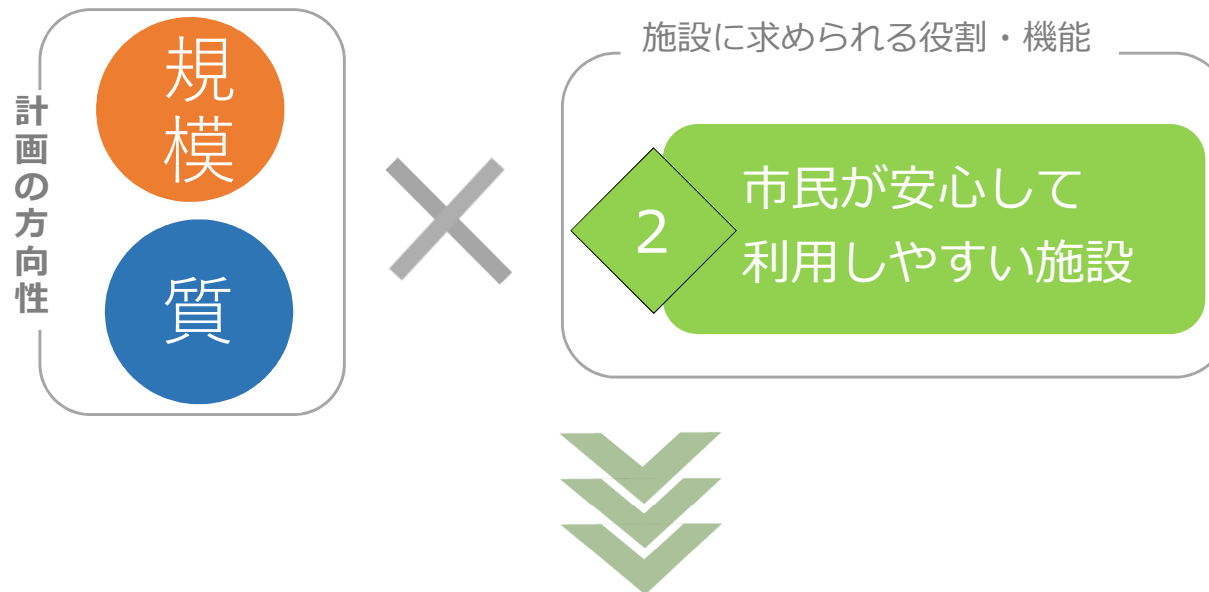 計画の方向性
規模
質
施設に求められる役割・機能
2
市民が安心して
利用しやすい施設